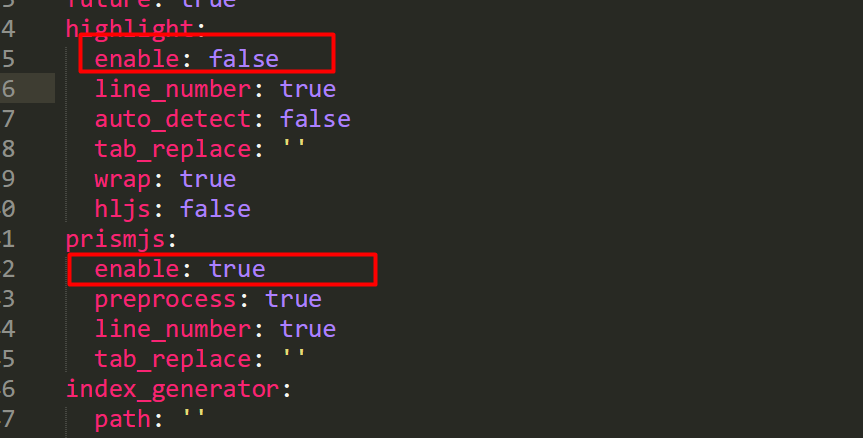 3 future: true
4 highlight:
5 enable: false
6 line_number: true
7 auto_detect: false
8 tab_replace: ''
9 wrap: true
0 hljs: false
1 prismjs:
2 enable: true
3 preprocess: true
4 line_number: true
5 tab_replace: ''
6 index_generator:
7 path: ''